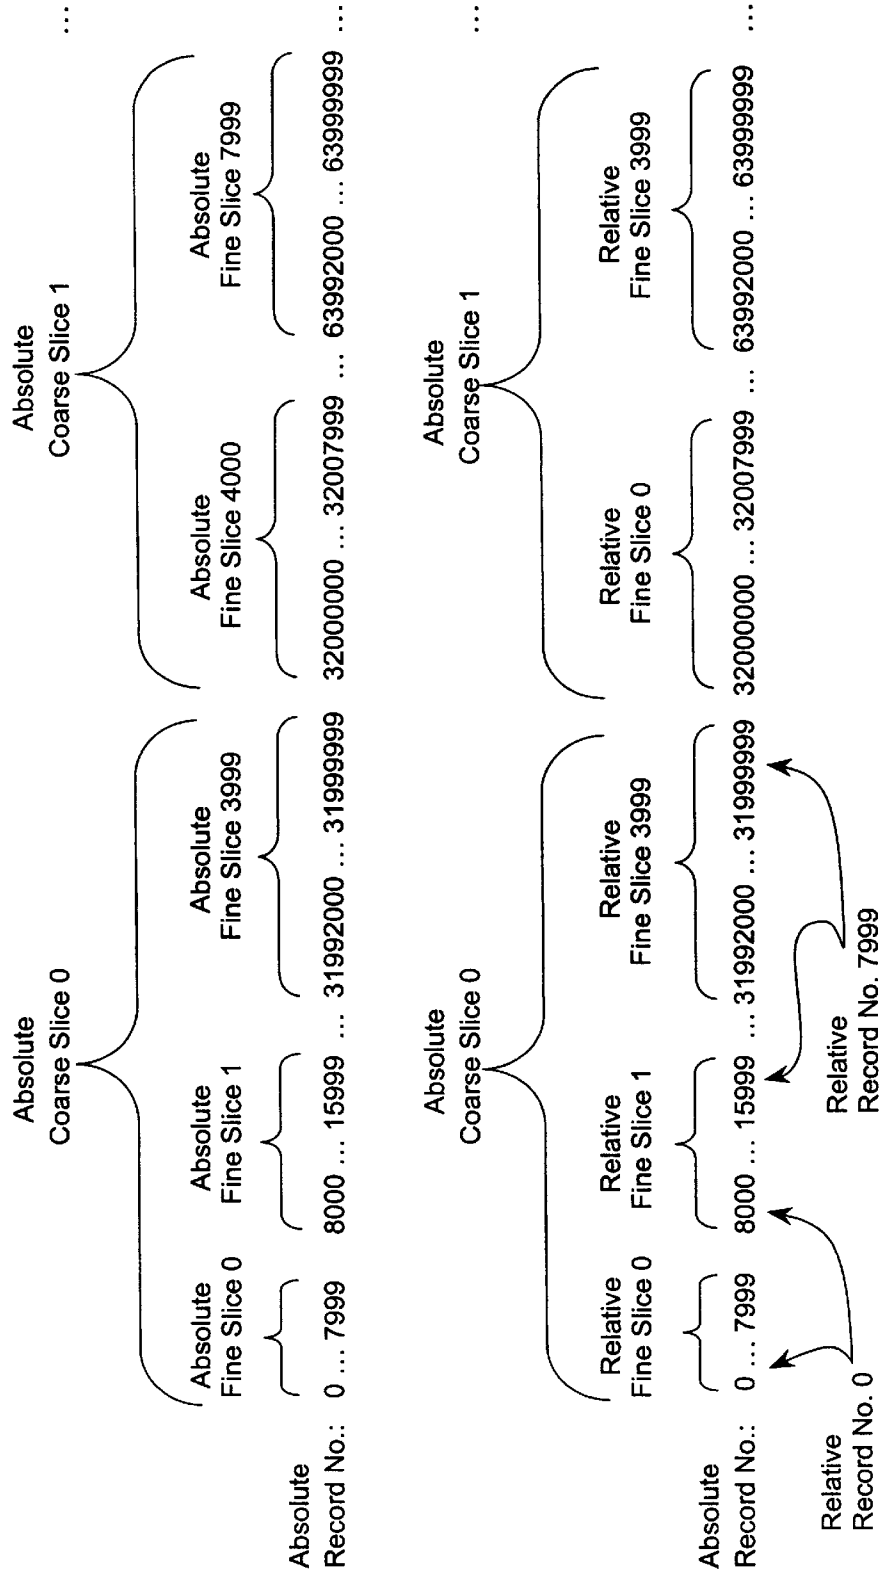 Absolute
Coarse Slice 0
Absolute
Coarse Slice 1
...
Absolute
Fine Slice 0
Absolute
Fine Slice 1
Absolute
Fine Slice 3999
Absolute
Fine Slice 4000
Absolute
Fine Slice 7999
Absolute
Record No.: 0 ... 7999 8000 ... 15999 ... 31992000 ... 31999999 32000000 ... 32007999 ... 63992000 ... 63999999 ...
Absolute
Coarse Slice 0
Absolute
Coarse Slice 1
...
Relative
Fine Slice 0
Relative
Fine Slice 1
Relative
Fine Slice 3999
Relative
Fine Slice 0
Relative
Fine Slice 3999
Absolute
Record No.: 0 ... 7999 8000 ... 15999 ... 31992000 ... 31999999 32000000 ... 32007999 ... 63992000 ... 63999999 ...
Relative
Record No. 0
Relative
Record No. 7999